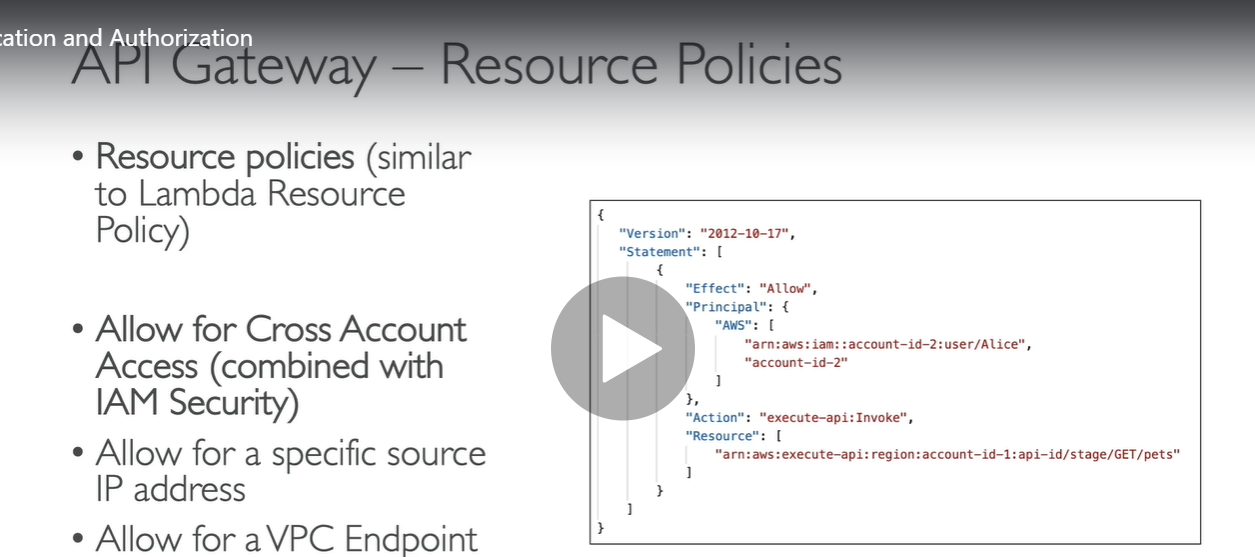 cation and Authorization
API Gateway – Resource Policies
• Resource policies (similar
to Lambda Resource
Policy)
• Allow for Cross Account
Access (combined with
IAM Security)
• Allow for a specific source
IP address
• Allow for a VPC Endpoint
{
"Version": "2012-10-17",
"Statement": [
{
"Effect": "Allow",
"Principal": {
"AWS": [
"arn:aws:iam::account-id-2:user/Alice",
"account-id-2"
]
},
"Action": "execute-api:Invoke",
"Resource": [
"arn:aws:execute-api:region:account-id-1:api-id/stage/GET/pets"
]
}
]
}